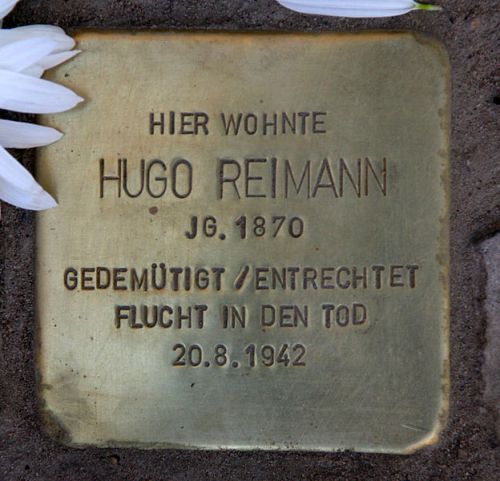 HIER WOHNTE
HUGO REIMANN
JG. 1870
GEDEMÜTIGT / ENTRECHTET
FLUCHT IN DEN TOD
20.8.1942